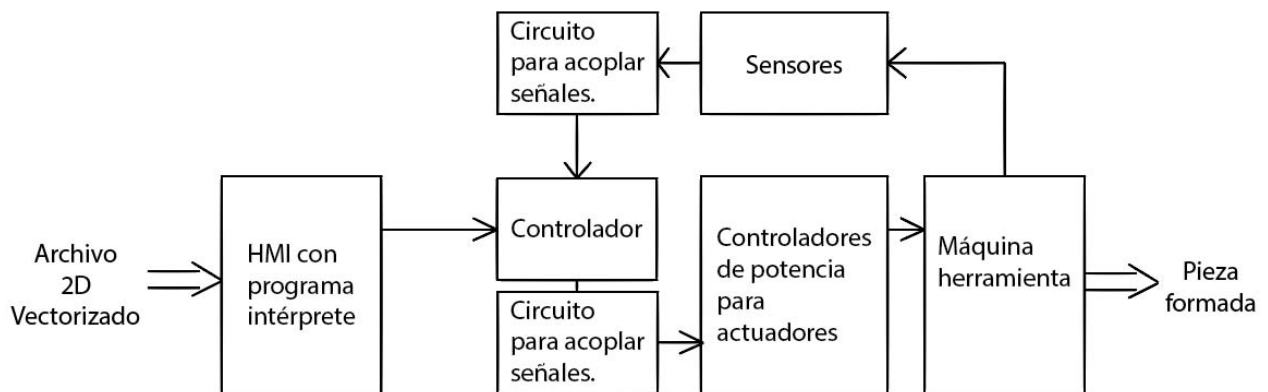 Circuito
para acoplar
señales.
Sensores
Archivo
2D
Vectorizado
HMI con
programa
intérprete
Controlador
Circuito
para acoplar
señales.
Controladores
de potencia
para
actuadores
Máquina
herramienta
Pieza
formada